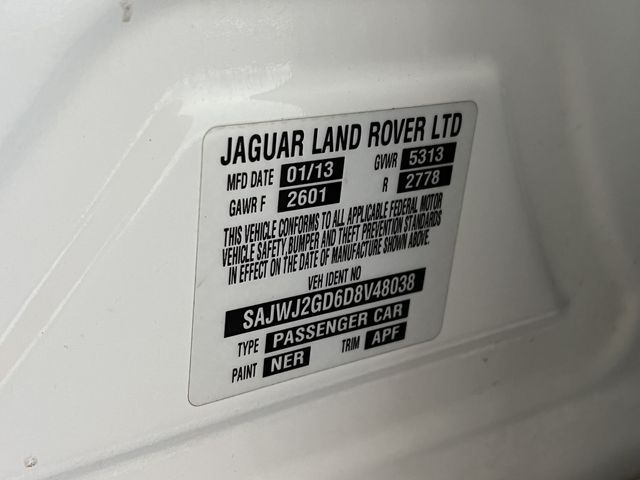 JAGUAR LAND ROVER LTD
MFD DATE 01/13 GVWR 5313
GAWR F 2601 R 2778
THIS VEHICLE CONFORMS TO ALL APPLICABLE FEDERAL MOTOR
VEHICLE SAFETY, BUMPER AND THEFT PREVENTION STANDARDS
IN EFFECT ON THE DATE OF MANUFACTURE SHOWN ABOVE.
VEH IDENT NO
SAJWJ2GD6D8V48038
TYPE PASSENGER CAR
PAINT NER TRIM APF